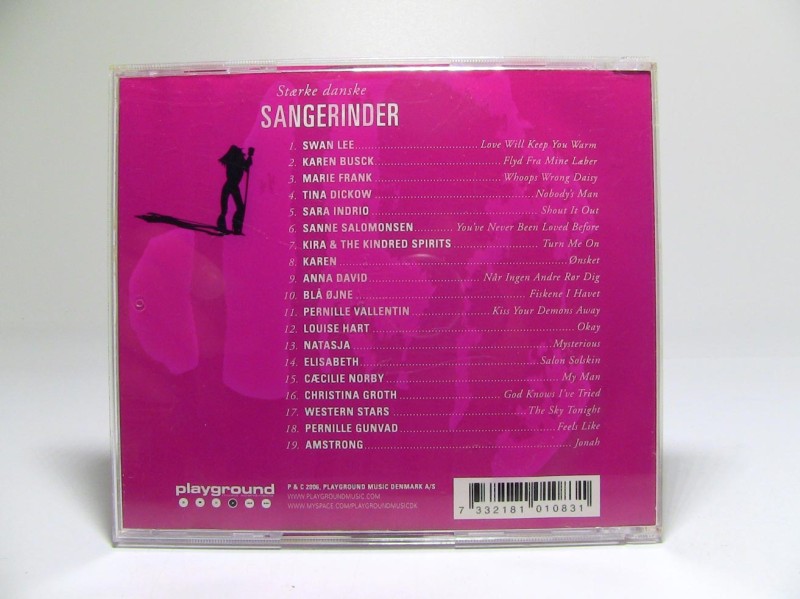 Stærke danske
SANGERINDER
1. SWAN LEE Love Will Keep You Warm
2. KAREN BUSCK Flyd Fra Mine Læber
3. MARIE FRANK Whoops Wrong Daisy
4. TINA DICKOW Nobody's Man
5. SARA INDRIO Shout It Out
6. SANNE SALOMONSEN You've Never Been Loved Before
7. KIRA & THE KINDRED SPIRITS Turn Me On
8. KAREN Ønsket
9. ANNA DAVID Når Ingen Andre Rør Dig
10. BLÅ ØJNE Fiskene I Havet
11. PERNILLE VALLENTIN Kiss Your Demons Away
12. LOUISE HART Okay
13. NATASJA Mysterious
14. ELISABETH Salon Solskin
15. CÆCILIE NORBY My Man
16. CHRISTINA GROTH God Knows I've Tried
17. WESTERN STARS The Sky Tonight
18. PERNILLE GUNVAD Feels Like
19. AMSTRONG Jonah
playground
P & C 2006, PLAYGROUND MUSIC DENMARK A/S
WWW.PLAYGROUNDMUSIC.COM
WWW.MYSPACE.COM/PLAYGROUNDMUSICDK
7 332181 010831